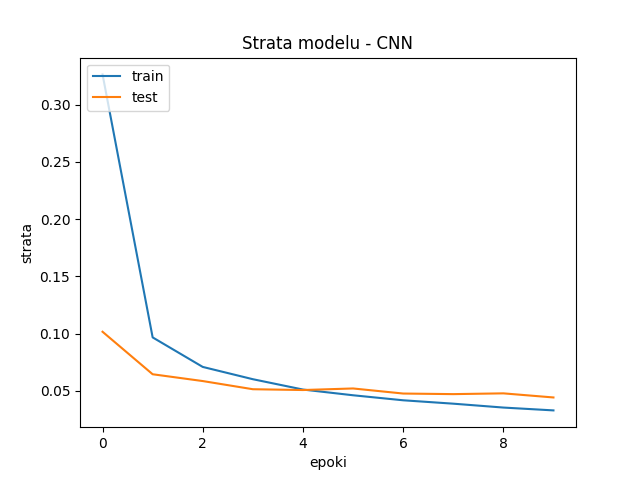 Strata modelu - CNN
train
test
0.30
0.25
0.20
0.15
0.10
0.05
strata
0 2 4 6 8
epoki